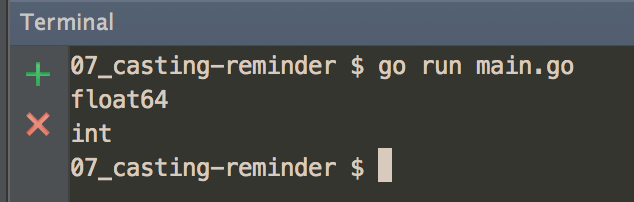 Terminal
07_casting-reminder $ go run main.go
float64
int
07_casting-reminder $